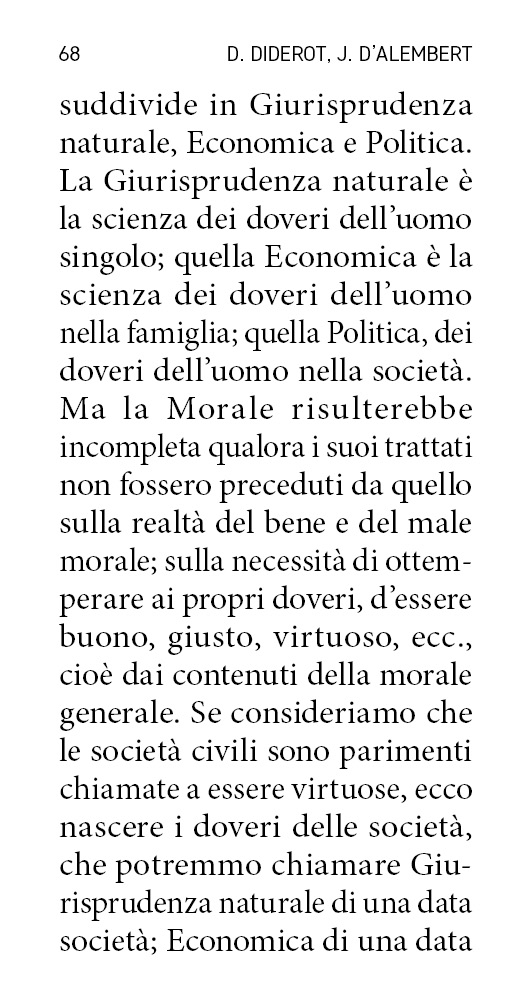 68 D. DIDEROT, J. D’ALEMBERT
suddivide in Giurisprudenza
naturale, Economica e Politica.
La Giurisprudenza naturale è
la scienza dei doveri dell’uomo
singolo; quella Economica è la
scienza dei doveri dell’uomo
nella famiglia; quella Politica, dei
doveri dell’uomo nella società.
Ma la Morale risulterebbe
incompleta qualora i suoi trattati
non fossero preceduti da quello
sulla realtà del bene e del male
morale; sulla necessità di ottem-
perare ai propri doveri, d’essere
buono, giusto, virtuoso, ecc.,
cioè dai contenuti della morale
generale. Se consideriamo che
le società civili sono parimenti
chiamate a essere virtuose, ecco
nascere i doveri delle società,
che potremmo chiamare Giu-
risprudenza naturale di una data
società; Economica di una data